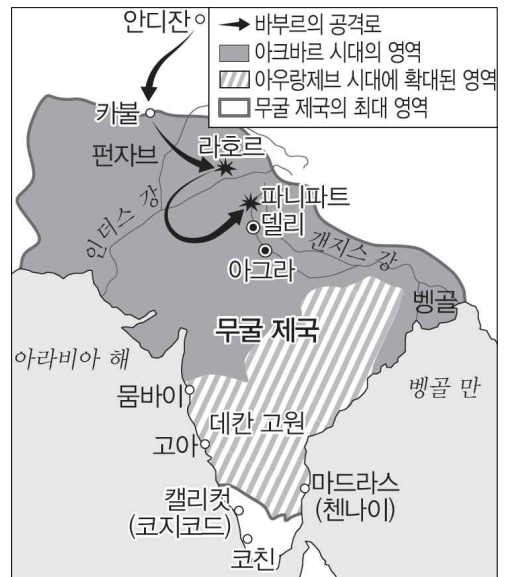 안디잔
바부르의 공격로
아크바르 시대의 영역
아우랑제브 시대에 확대된 영역
무굴 제국의 최대 영역
카불
펀자브
라호르
파니파트
델리
인더스 강
갠지스 강
아그라
벵골
무굴 제국
아라비아 해
벵골 만
뭄바이
데칸 고원
고아
마드라스
(첸나이)
캘리컷
(코지코드)
코친